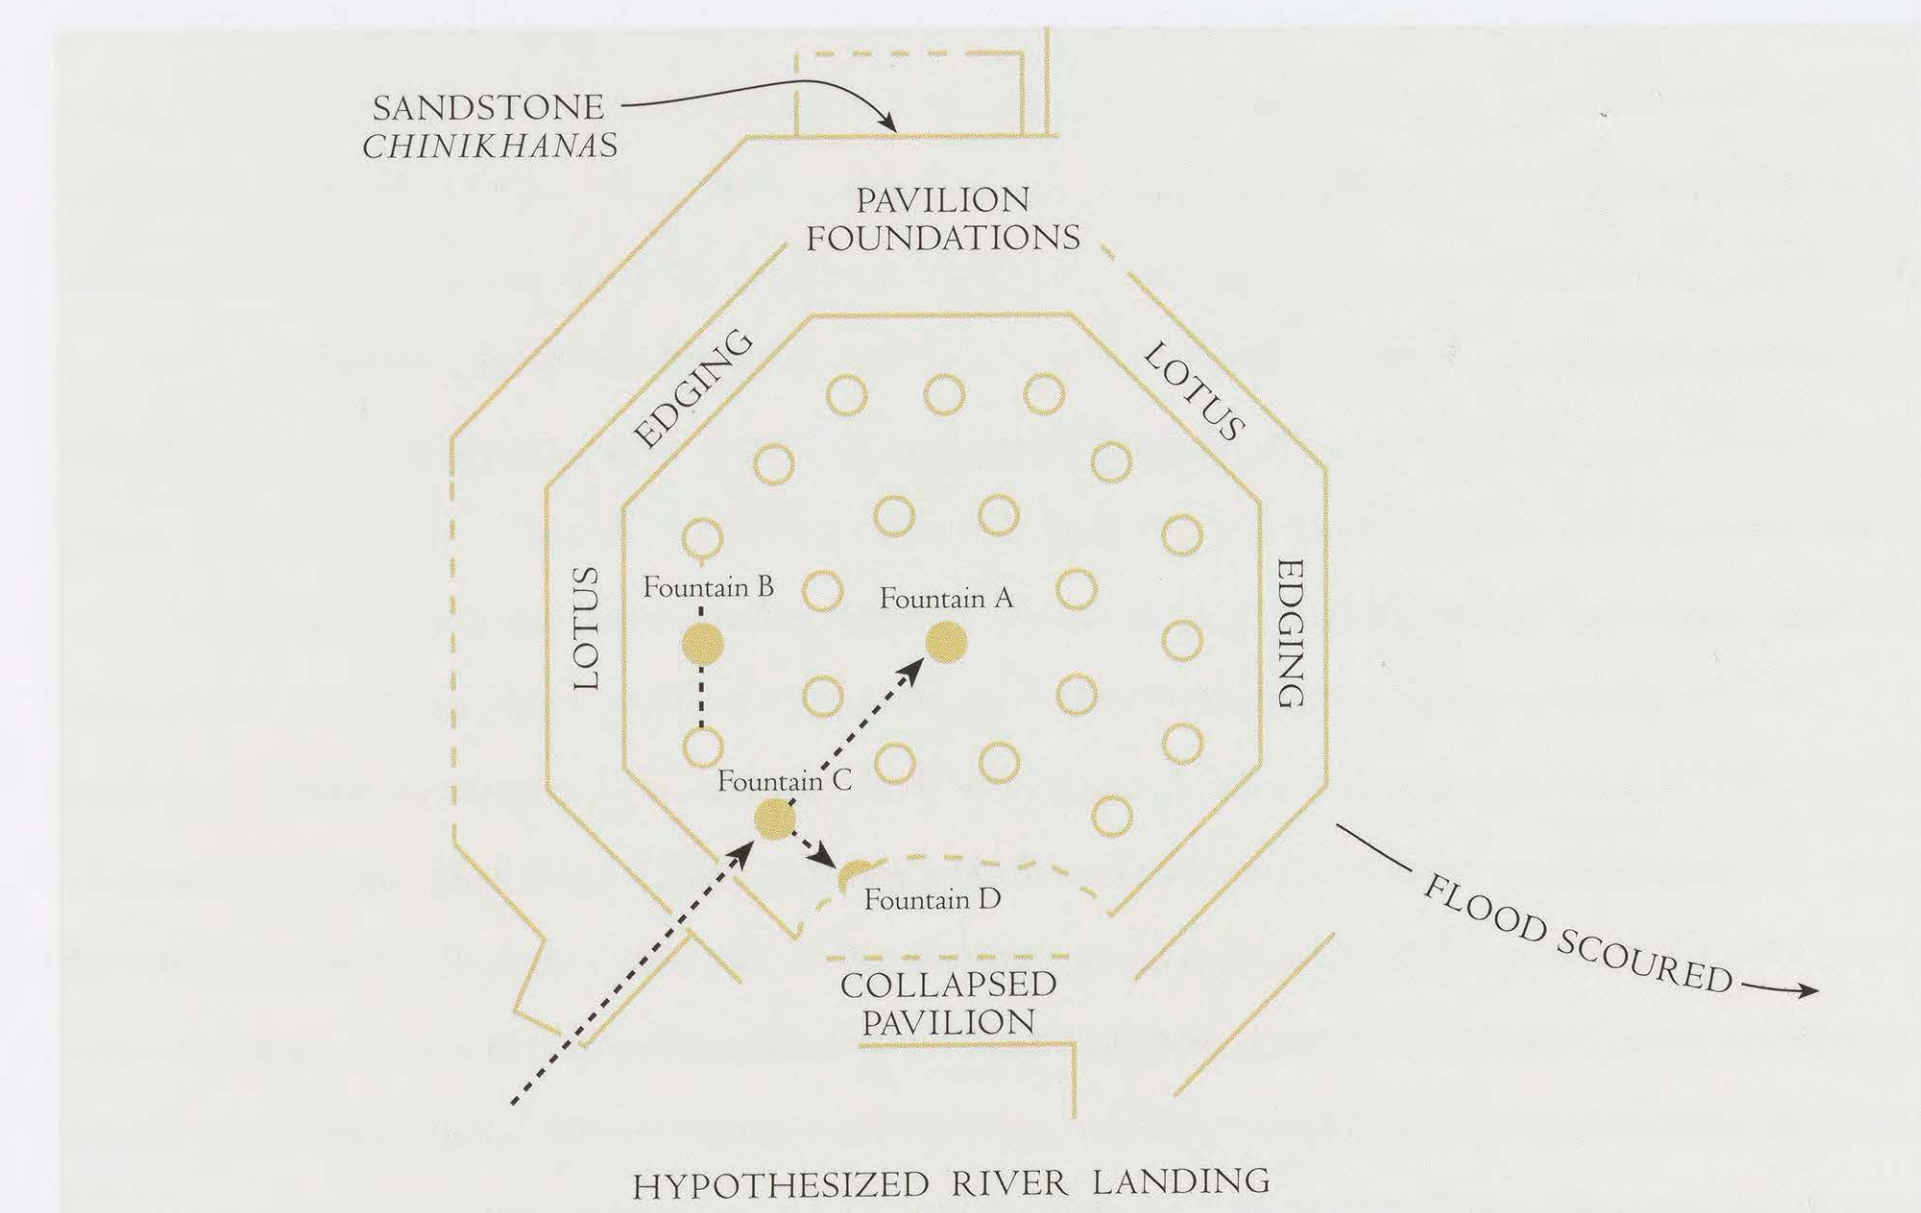 SANDSTONE
CHINIKHANAS
PAVILION
FOUNDATIONS
EDGING
LOTUS
Fountain B
Fountain A
LOTUS
EDGING
Fountain C
Fountain D
FLOOD SCOURED
COLLAPSED
PAVILION
HYPOTHESIZED RIVER LANDING